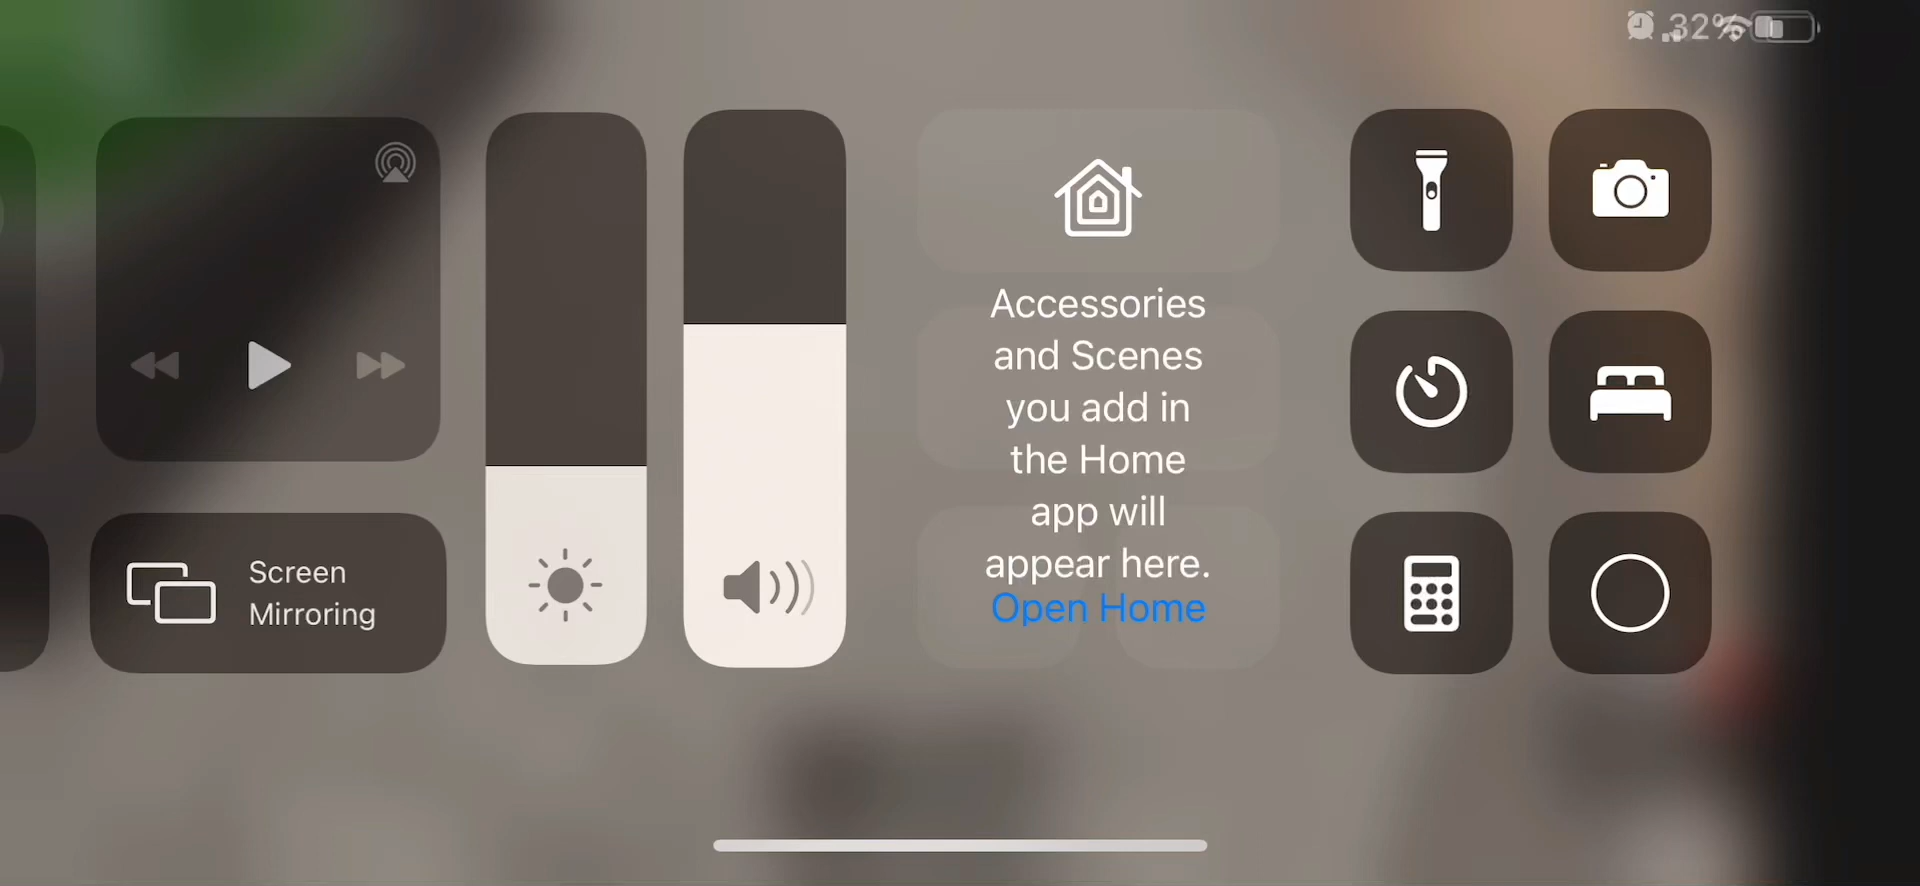 32%
Screen
Mirroring
Accessories
and Scenes
you add in
the Home
app will
appear here.
Open Home